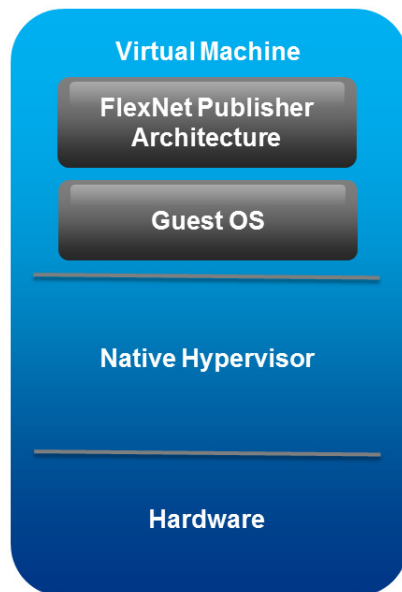 Virtual Machine
FlexNet Publisher
Architecture
Guest OS
Native Hypervisor
Hardware